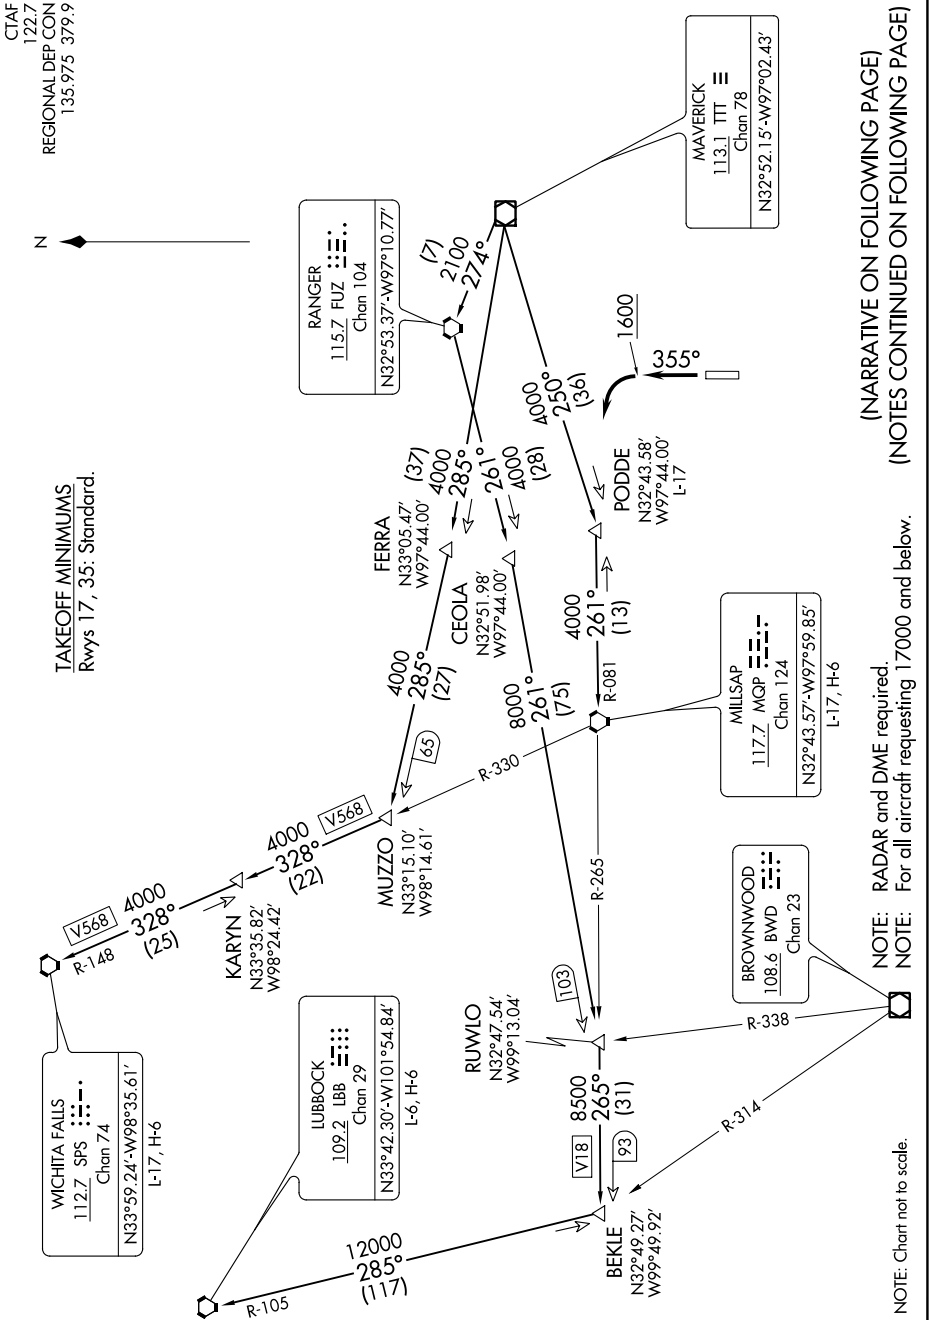 CTAF
122.7
REGIONAL DEP CON
135.975 379.9
N
TAKEOFF MINIMUMS
Rwys 17, 35: Standard.
WICHITA FALLS
112.7 SPS
Chan 74
N33°59.24'-W98°35.61'
L-17, H-6
LUBBOCK
109.2 LBB
Chan 29
N33°42.30'-W101°54.84'
L-6, H-6
RANGER
115.7 FUZ
Chan 104
N32°53.37'-W97°10.77'
MAVERICK
113.1 TTT
Chan 78
N32°52.15'-W97°02.43'
(7)
2100
274°
V568
4000
328°
(25)
R-148
KARYN
N33°35.82'
W98°24.42'
4000
V568
328°
(22)
MUZZO
N33°15.10'
W98°14.61'
65
4000
285°
(27)
FERRA
N33°05.47'
W97°44.00'
(37)
4000
285°
261°
4000
(28)
CEOLA
N32°51.98'
W97°44.00'
8000
261°
(75)
4000
250°
(36)
1600
355°
PODDE
N32°43.58'
W97°44.00'
L-17
4000
261°
(13)
R-081
R-330
R-265
MILLSAP
117.7 MQP
Chan 124
N32°43.57'-W97°59.85'
L-17, H-6
103
RUWLO
N32°47.54'
W99°13.04'
8500
265°
(31)
V18
93
BEKLE
N32°49.27'
W99°49.92'
12000
285°
(117)
R-105
R-338
R-314
BROWNWOOD
108.6 BWD
Chan 23
NOTE: RADAR and DME required.
NOTE: For all aircraft requesting 17000 and below.
(NARRATIVE ON FOLLOWING PAGE)
(NOTES CONTINUED ON FOLLOWING PAGE)
NOTE: Chart not to scale.